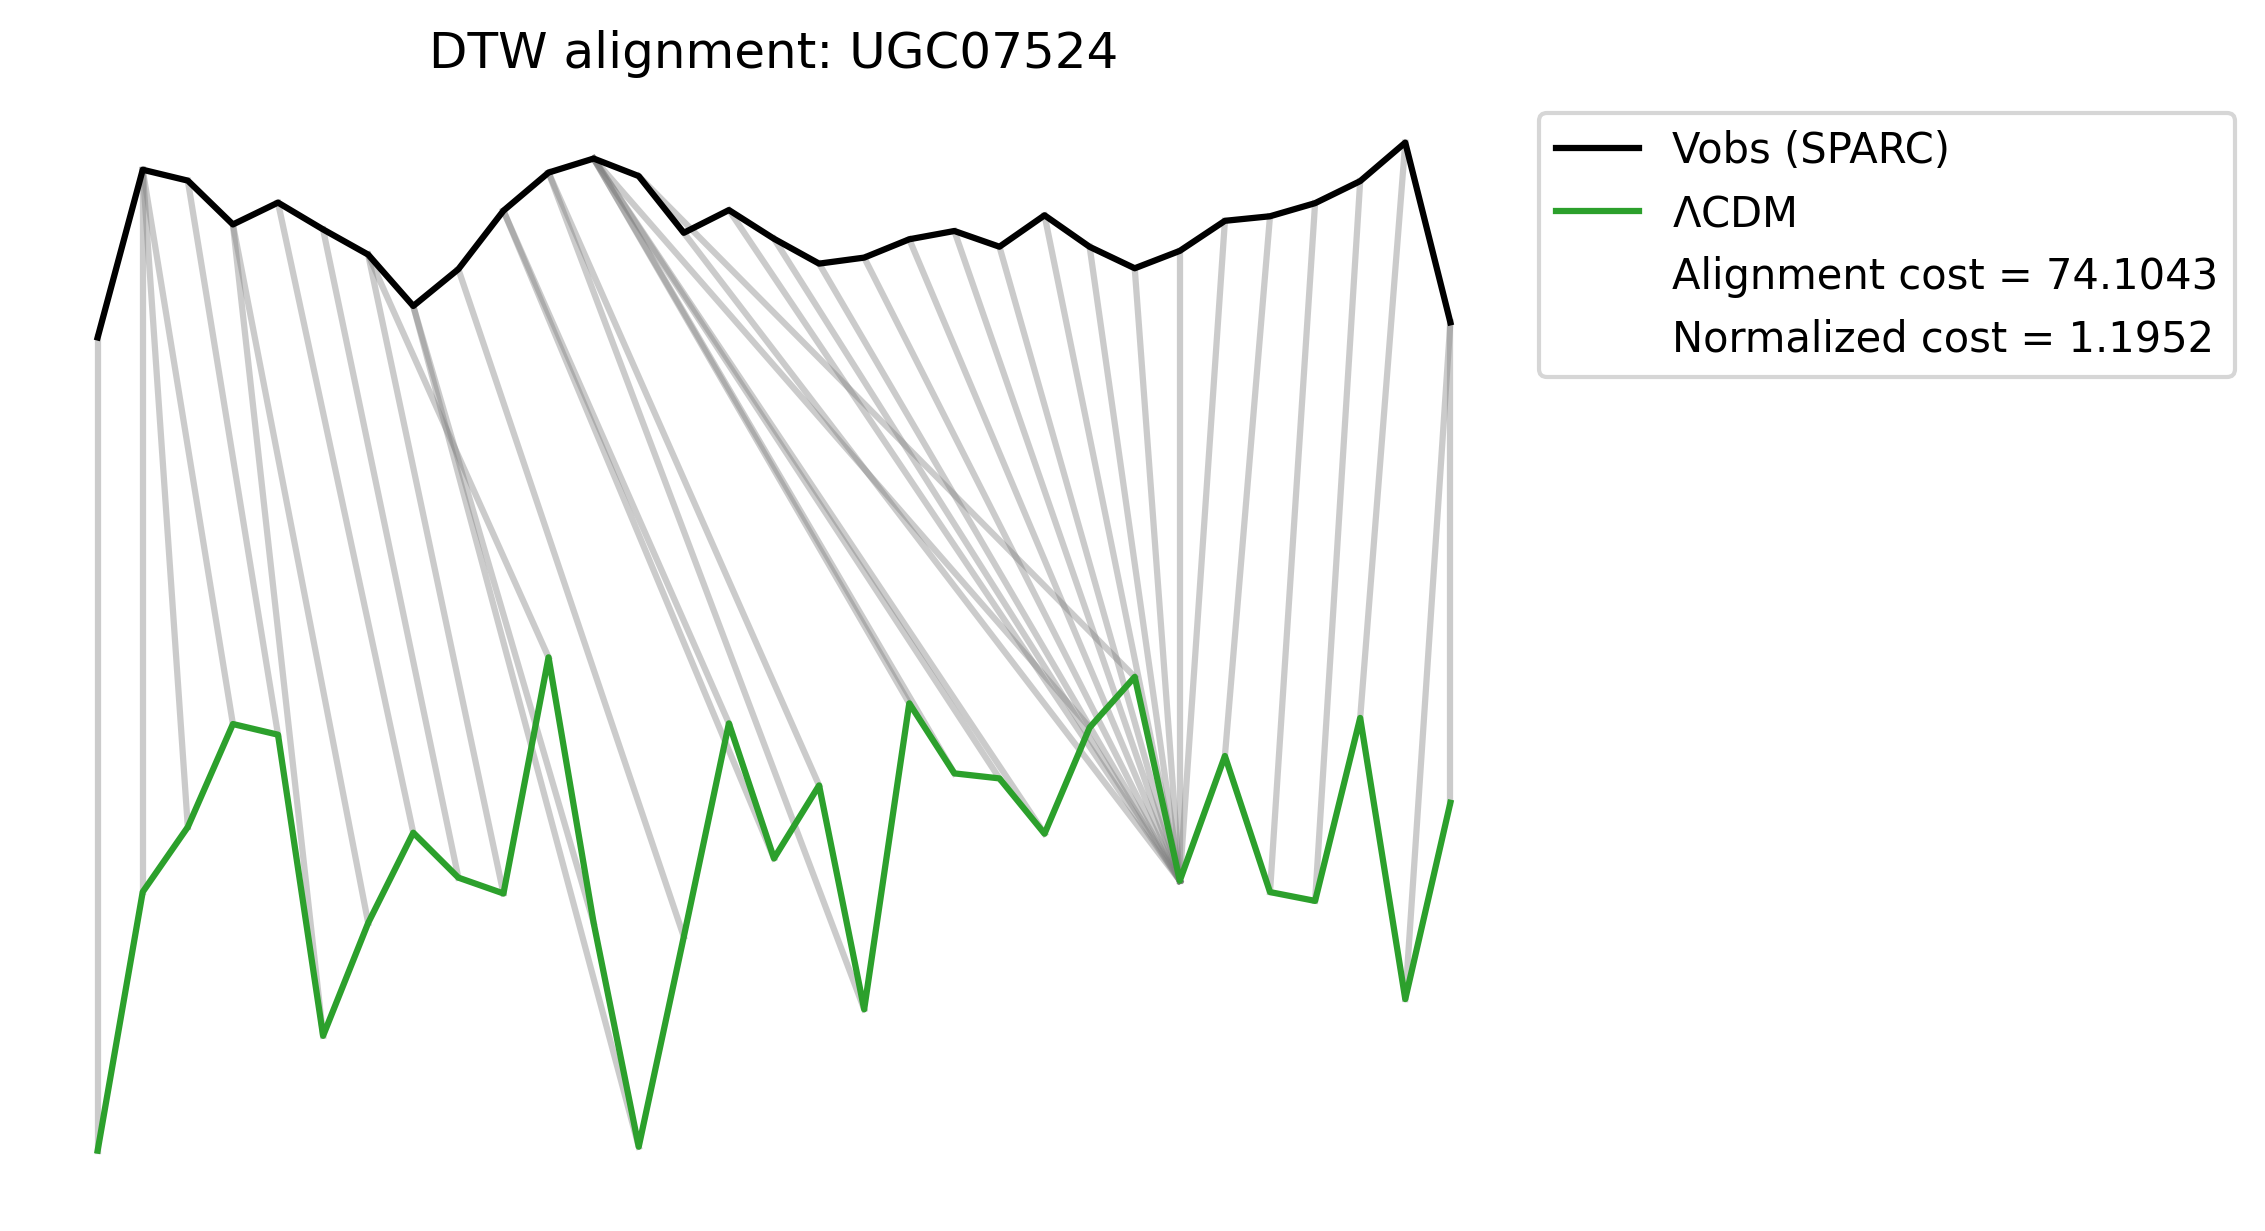 DTW alignment: UGC07524
Vobs (SPARC)
ΛCDM
Alignment cost = 74.1043
Normalized cost = 1.1952